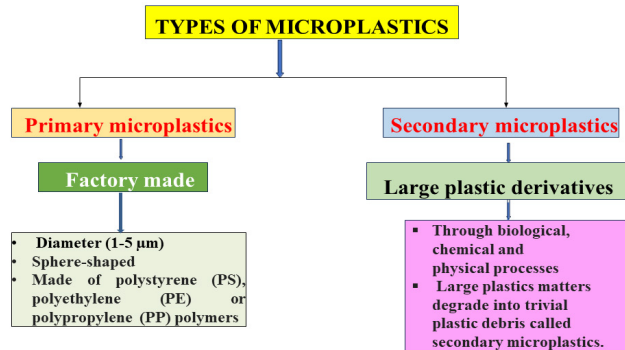 TYPES OF MICROPLASTICS
Primary microplastics
Secondary microplastics
Factory made
Large plastic derivatives
• Diameter (1-5 µm)
• Sphere-shaped
• Made of polystyrene (PS),
polyethylene (PE) or
polypropylene (PP) polymers
▪ Through biological,
chemical and
physical processes
▪ Large plastics matters
degrade into trivial
plastic debris called
secondary microplastics.